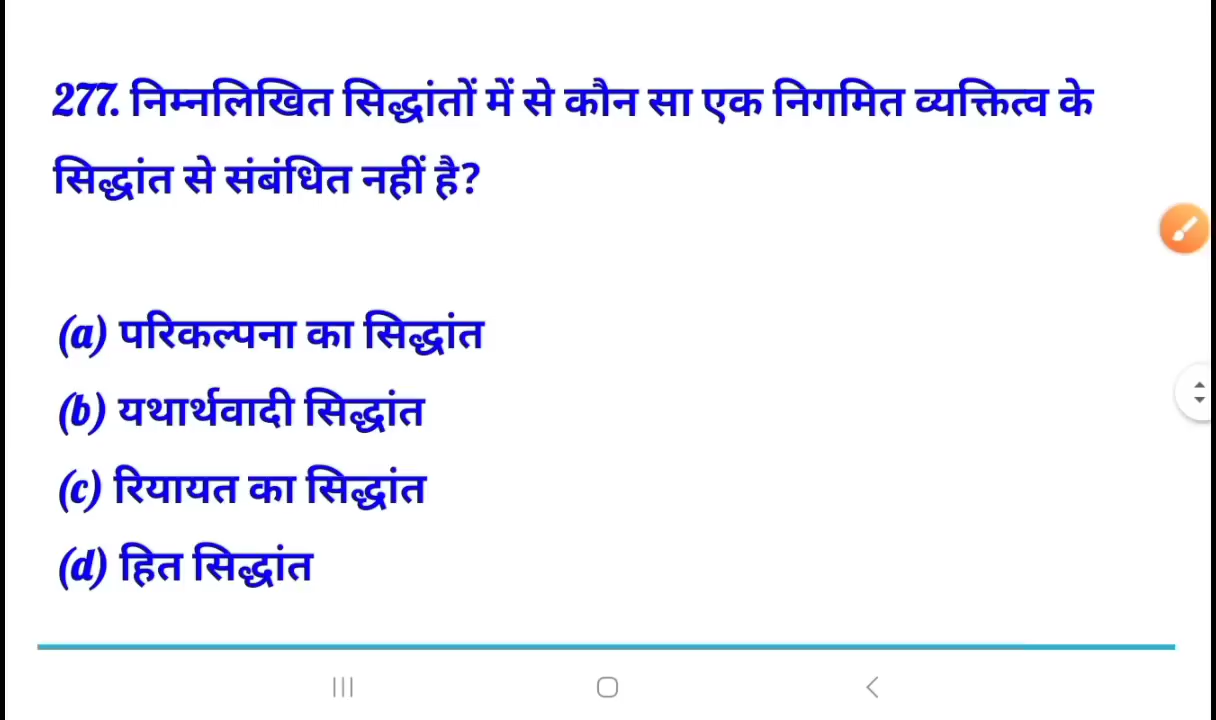 277. निम्नलिखित सिद्धांतों में से कौन सा एक निगमित व्यक्तित्व के
सिद्धांत से संबंधित नहीं है?
(a) परिकल्पना का सिद्धांत
(b) यथार्थवादी सिद्धांत
(c) रियायत का सिद्धांत
(d) हित सिद्धांत